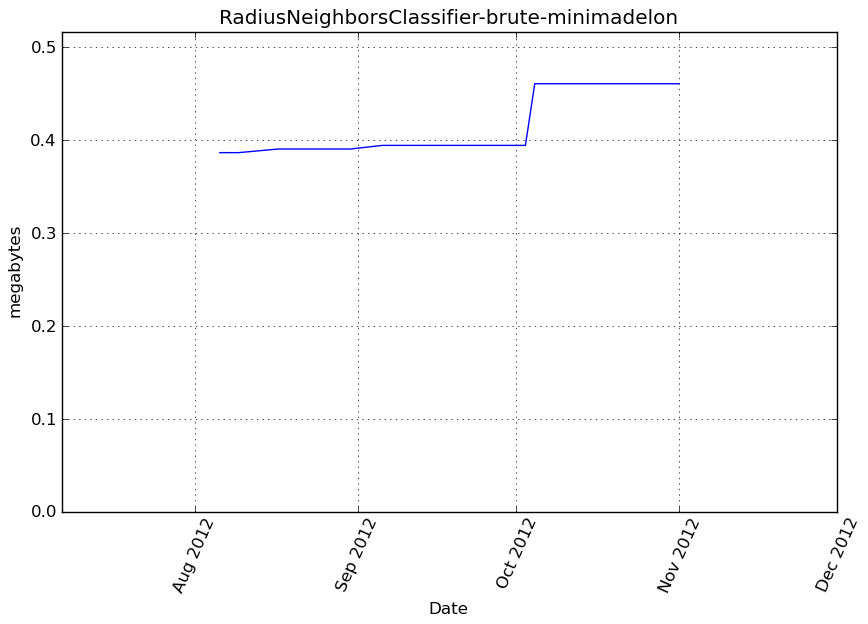 RadiusNeighborsClassifier-brute-minimadelon
0.5
0.4
0.3
0.2
0.1
0.0
megabytes
Aug 2012
Sep 2012
Oct 2012
Nov 2012
Dec 2012
Date